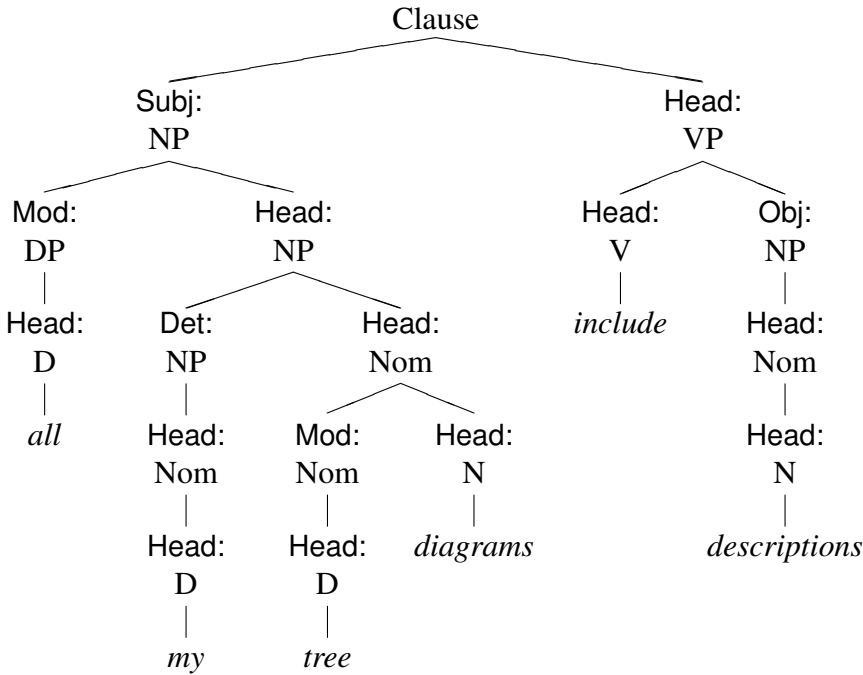 Clause
Subj: Head:
NP VP
Mod: Head: Head: Obj:
DP NP V NP
Head: Det: Head: include Head:
D NP Nom Nom
all Head: Mod: Head: Head:
Nom Nom N N
Head: Head: diagrams descriptions
D D
my tree